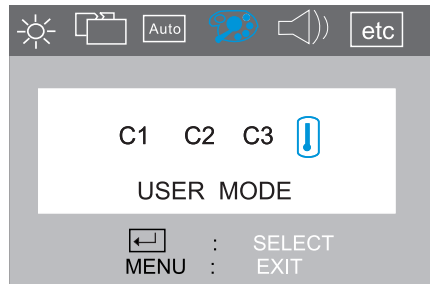 Auto etc
C1 C2 C3
USER MODE
: SELECT
MENU : EXIT